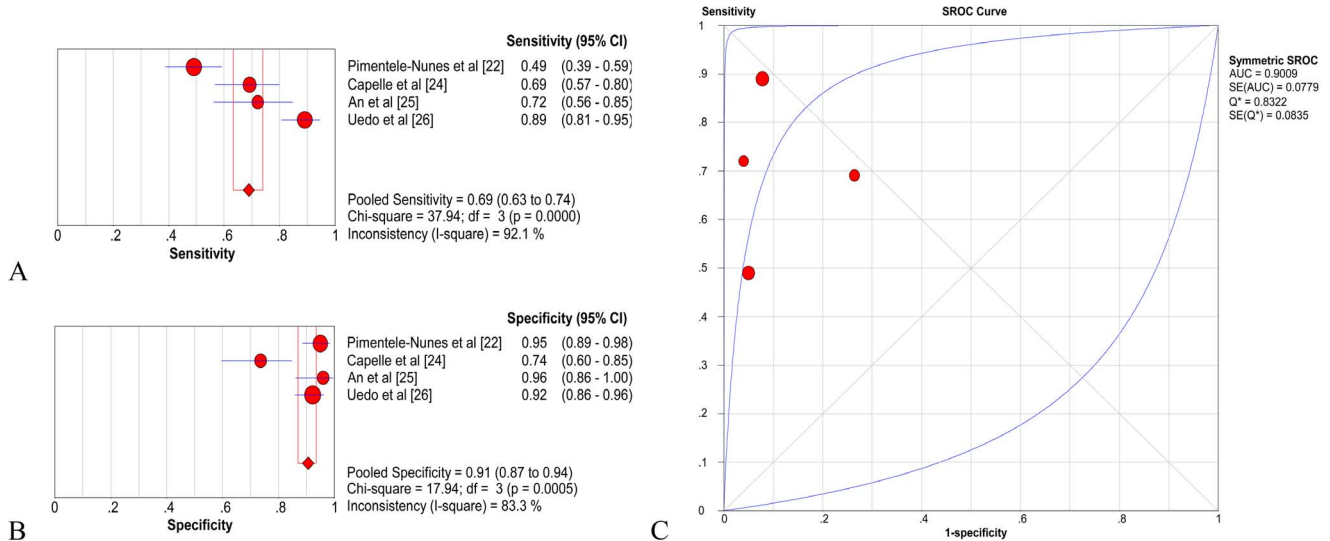 A
Sensitivity (95% CI)
Pimentele-Nunes et al [22] 0.49 (0.39 - 0.59)
Capelle et al [24] 0.69 (0.57 - 0.80)
An et al [25] 0.72 (0.56 - 0.85)
Uedo et al [26] 0.89 (0.81 - 0.95)
Pooled Sensitivity = 0.69 (0.63 to 0.74)
Chi-square = 37.94; df = 3 (p = 0.0000)
Inconsistency (I-square) = 92.1 %
0 .2 .4 .6 .8 1
Sensitivity
B
Specificity (95% CI)
Pimentele-Nunes et al [22] 0.95 (0.89 - 0.98)
Capelle et al [24] 0.74 (0.60 - 0.85)
An et al [25] 0.96 (0.86 - 1.00)
Uedo et al [26] 0.92 (0.86 - 0.96)
Pooled Specificity = 0.91 (0.87 to 0.94)
Chi-square = 17.94; df = 3 (p = 0.0005)
Inconsistency (I-square) = 83.3 %
0 .2 .4 .6 .8 1
Specificity
C
Sensitivity
SROC Curve
1
.9
.8
.7
.6
.5
.4
.3
.2
.1
0
0 .2 .4 .6 .8 1
1-specificity
Symmetric SROC
AUC = 0.9009
SE(AUC) = 0.0779
Q* = 0.8322
SE(Q*) = 0.0835